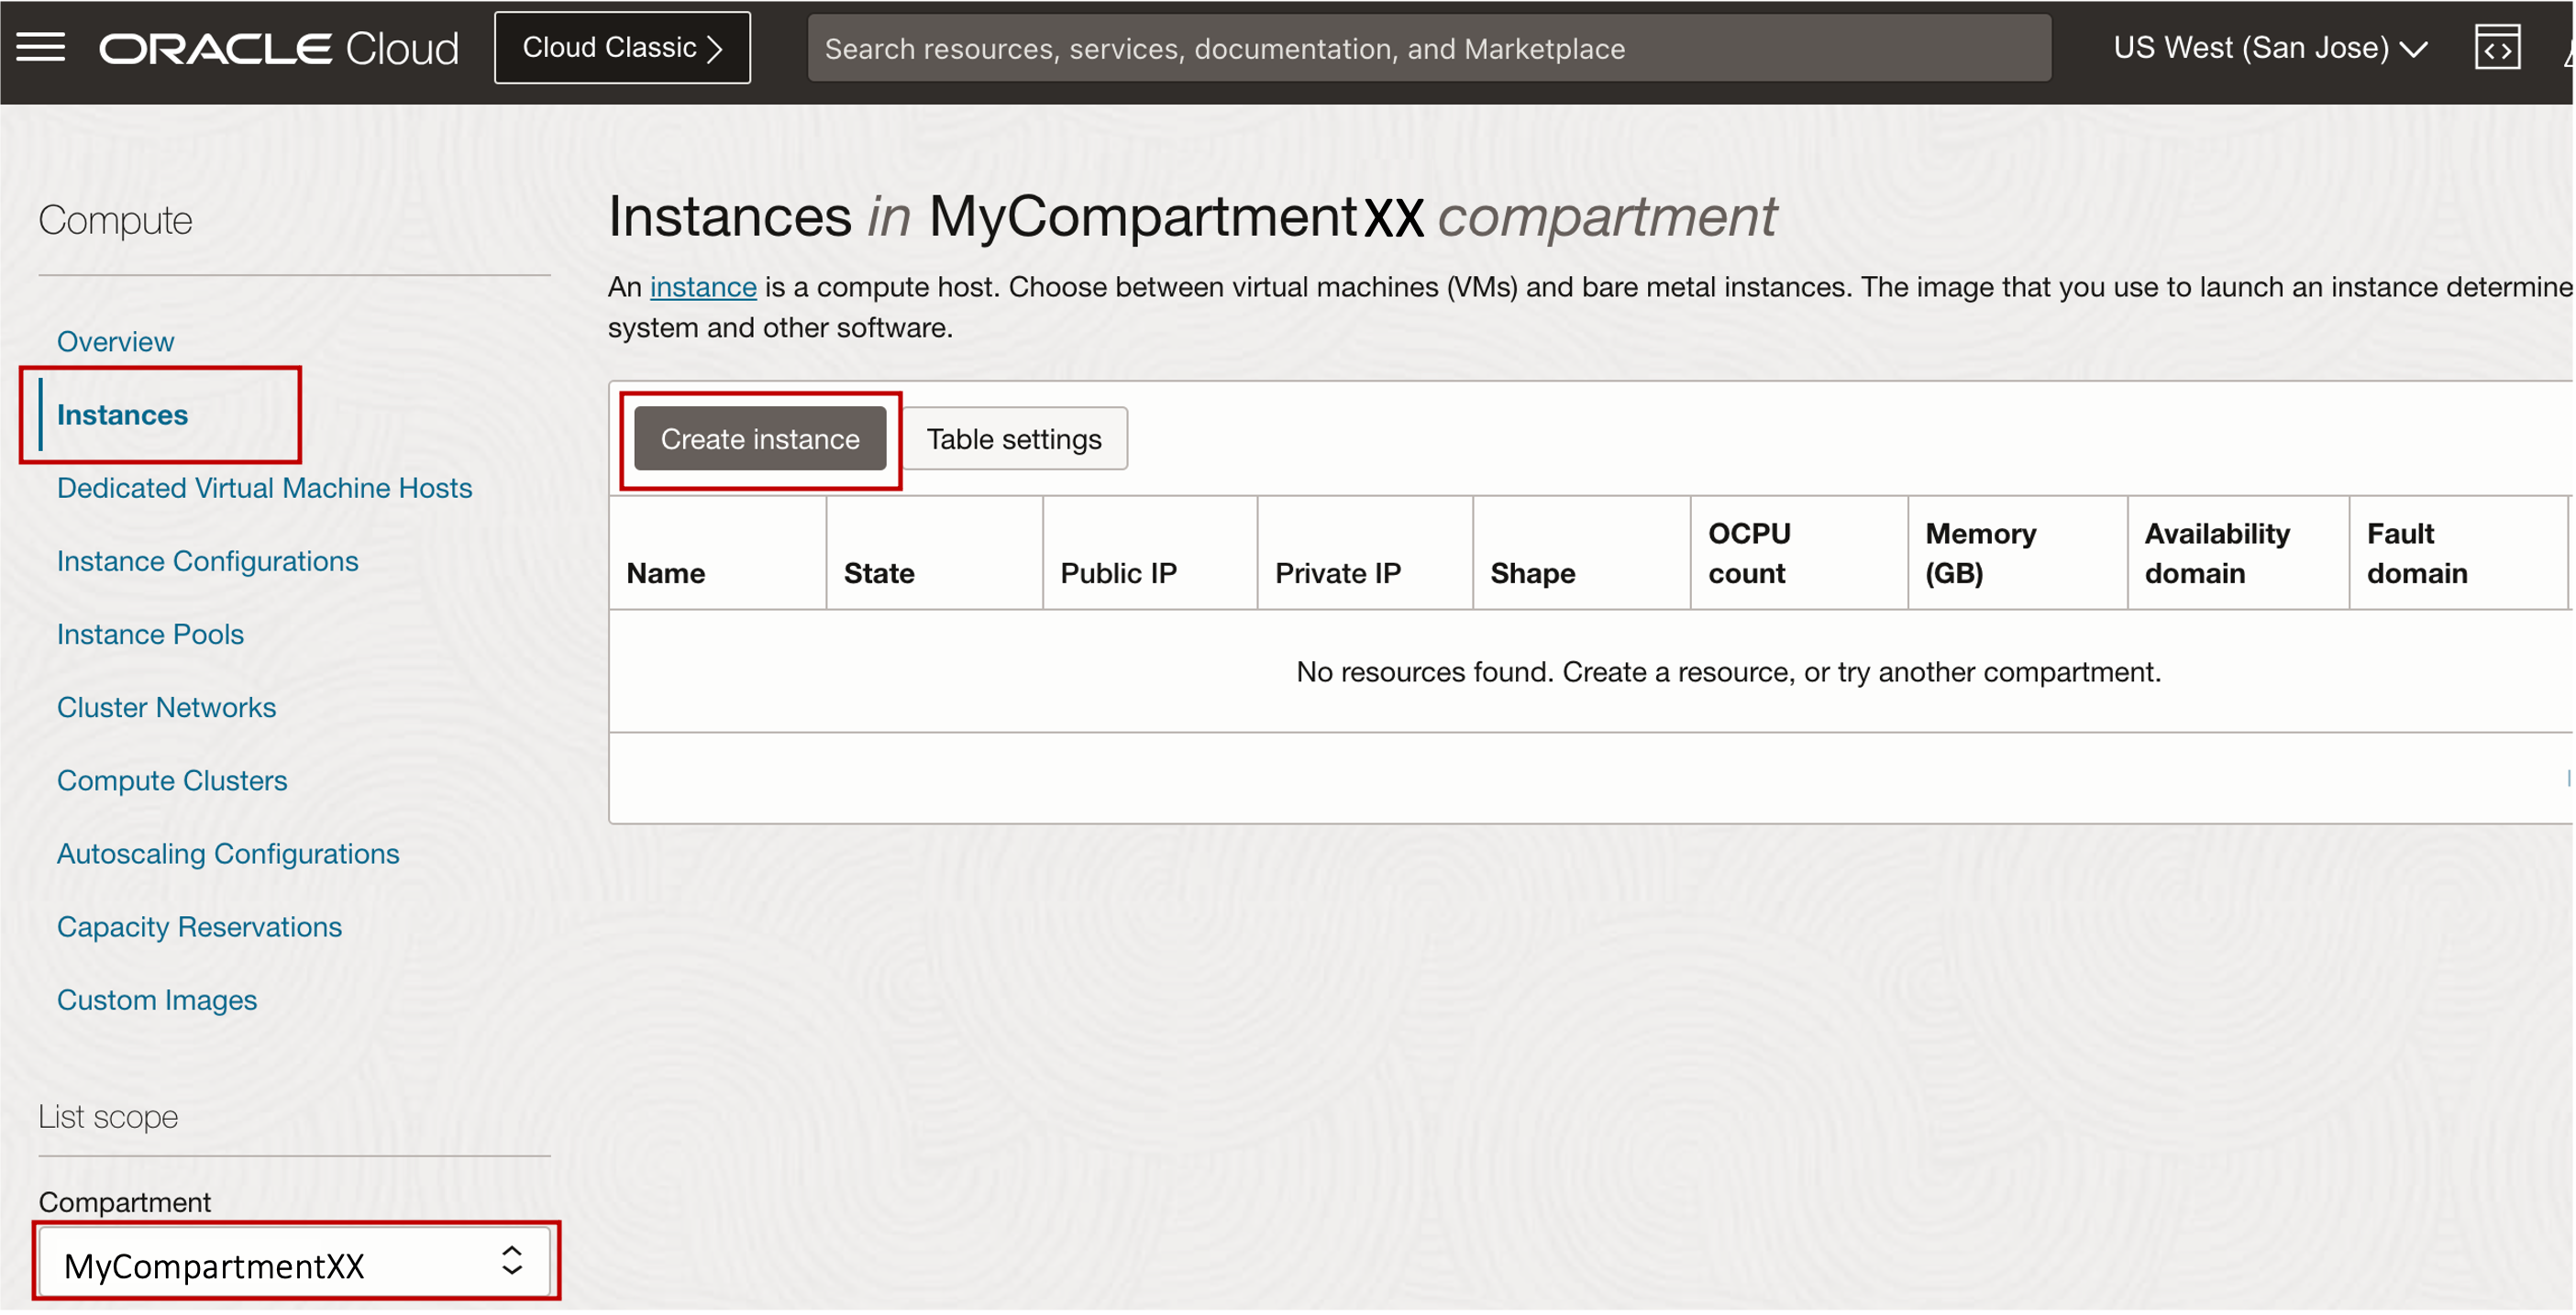 ORACLE Cloud
Cloud Classic
Search resources, services, documentation, and Marketplace
US West (San Jose)
Compute
Overview
Instances
Dedicated Virtual Machine Hosts
Instance Configurations
Instance Pools
Cluster Networks
Compute Clusters
Autoscaling Configurations
Capacity Reservations
Custom Images
List scope
Compartment
MyCompartmentXX
Instances in MyCompartmentXX compartment
An instance is a compute host. Choose between virtual machines (VMs) and bare metal instances. The image that you use to launch an instance determine
system and other software.
Create instance
Table settings
Name
State
Public IP
Private IP
Shape
OCPU
count
Memory
(GB)
Availability
domain
Fault
domain
No resources found. Create a resource, or try another compartment.